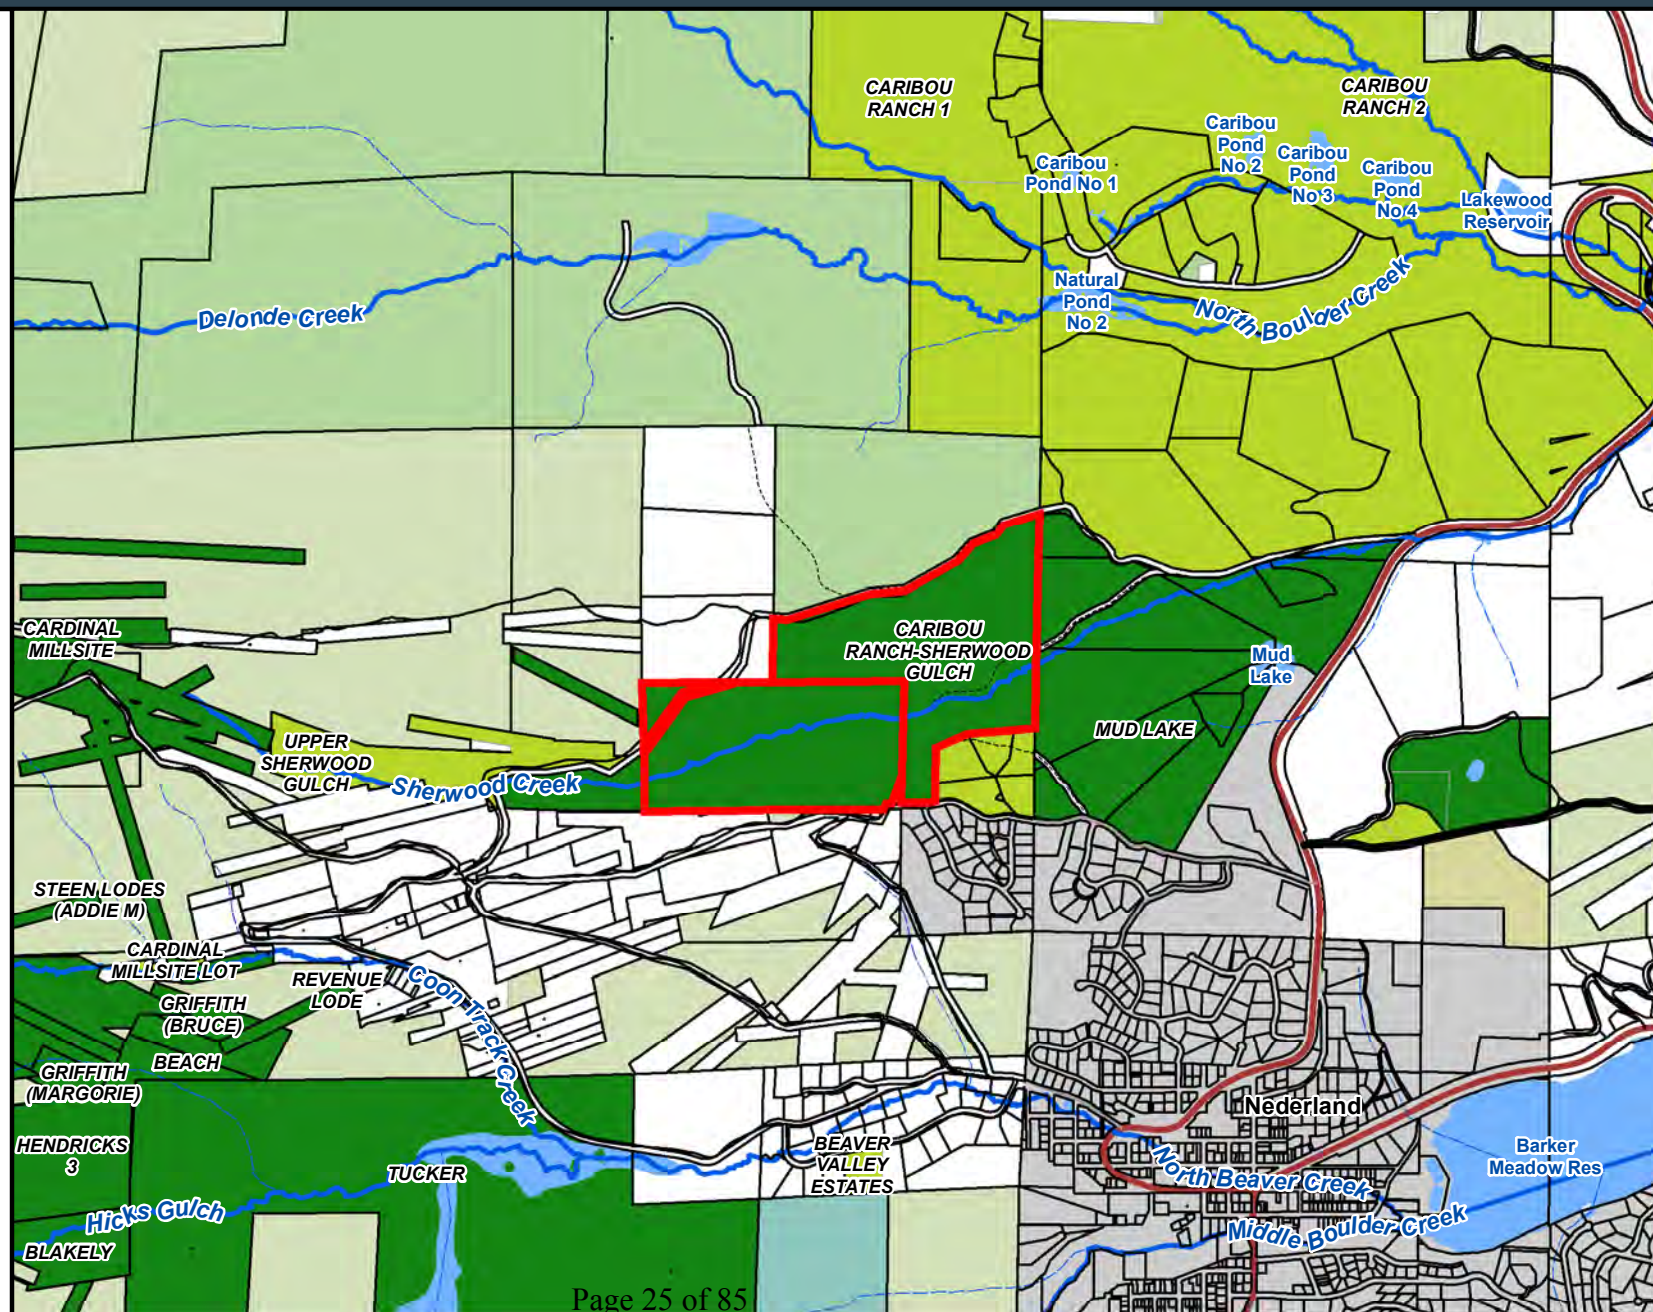 CARIBOU
RANCH 1
CARIBOU
RANCH 2
Caribou
Pond
No 2
Caribou
Pond No 1
Caribou
Pond
No 3
Caribou
Pond
No 4
Lakewood
Reservoir
Natural
Pond
No 2
North Boulder Creek
Delonde Creek
CARDINAL
MILLSITE
CARIBOU
RANCH-SHERWOOD
GULCH
Mud
Lake
MUD LAKE
UPPER
SHERWOOD
GULCH
Sherwood Creek
STEEN LODES
(ADDIE M)
CARDINAL
MILLSITE LOT
REVENUE
LODE
GRIFFITH
(BRUCE)
BEACH
GRIFFITH
(MARGORIE)
Coon Track Creek
HENDRICKS
3
TUCKER
BEAVER
VALLEY
ESTATES
Nederland
Barker
Meadow Res
North Beaver Creek
Middle Boulder Creek
Hicks Gulch
BLAKELY
Page 25 of 85